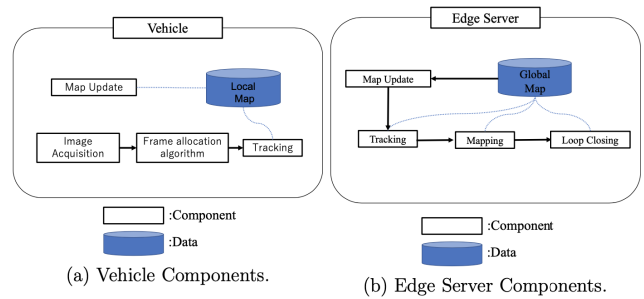 Vehicle
Map Update
Local
Map
Image
Acquisition
Frame allocation
algorithm
Tracking
:Component
:Data
(a) Vehicle Components.
Edge Server
Map Update
Global
Map
Tracking
Mapping
Loop Closing
:Component
:Data
(b) Edge Server Components.